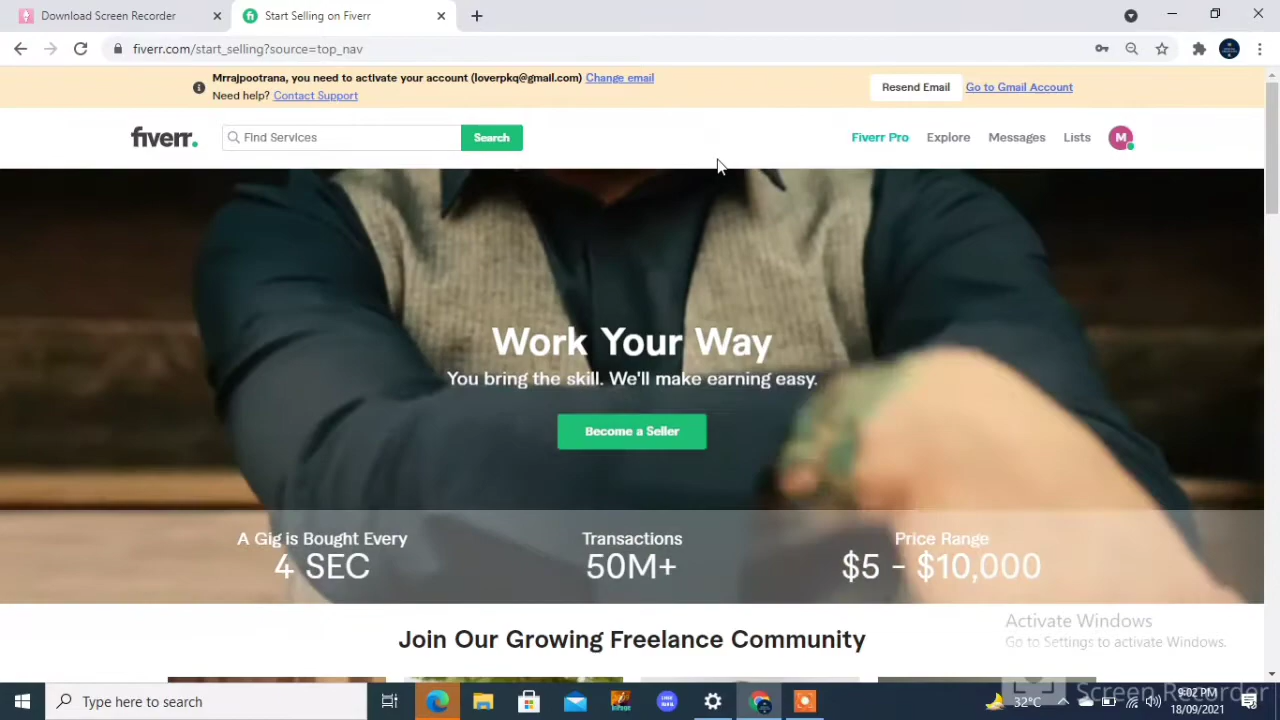 Download Screen Recorder
Start Selling on Fiverr
fiverr.com/start_selling?source=top_nav
Mrrajpootrana, you need to activate your account (loverpkq@gmail.com) Change email
Need help? Contact Support
Resend Email
Go to Gmail Account
fiverr.
Find Services
Search
Fiverr Pro
Explore
Messages
Lists
M
Work Your Way
You bring the skill. We'll make earning easy.
Become a Seller
A Gig is Bought Every
4 SEC
Transactions
50M+
Price Range
$5 - $10,000
Join Our Growing Freelance Community
Activate Windows
Go to Settings to activate Windows.
Screen Recorder
Type here to search
32°C
9:02 PM
18/09/2021